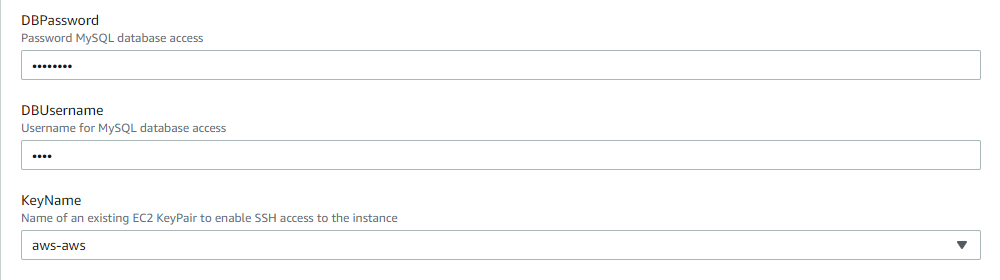 DBPassword
Password MySQL database access
••••••••
DBUsername
Username for MySQL database access
••••
KeyName
Name of an existing EC2 KeyPair to enable SSH access to the instance
aws-aws